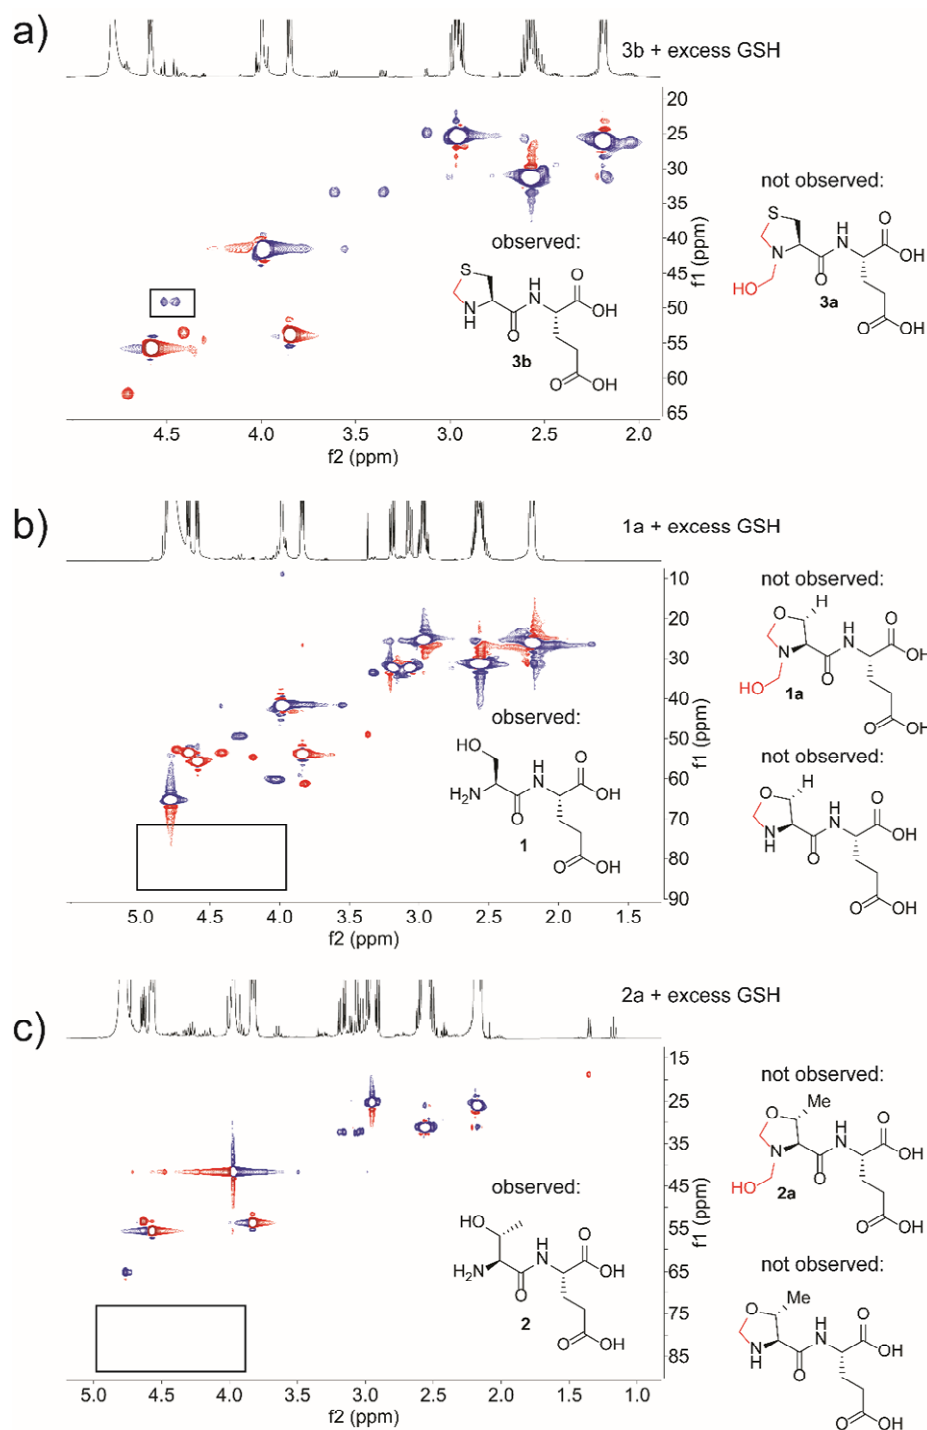 a)
3b + excess GSH
20
25
30
35
40
45
50
55
60
65
f1 (ppm)
4.5
4.0
3.5
3.0
2.5
2.0
f2 (ppm)
observed:
S
N
H
O
H
N
O
OH
O
OH
3b
not observed:
S
N
HO
O
H
N
O
OH
O
OH
3a
b)
1a + excess GSH
10
20
30
40
50
60
70
80
90
f1 (ppm)
5.0
4.5
4.0
3.5
3.0
2.5
2.0
1.5
f2 (ppm)
observed:
HO
H2N
O
H
N
O
OH
O
OH
1
not observed:
O
H
N
HO
O
H
N
O
OH
O
OH
1a
not observed:
O
H
N
H
O
H
N
O
OH
O
OH
c)
2a + excess GSH
15
25
35
45
55
65
75
85
f1 (ppm)
5.0
4.5
4.0
3.5
3.0
2.5
2.0
1.5
1.0
f2 (ppm)
observed:
HO
H2N
O
H
N
O
OH
O
OH
2
not observed:
O
Me
N
HO
O
H
N
O
OH
O
OH
2a
not observed:
O
Me
N
H
O
H
N
O
OH
O
OH